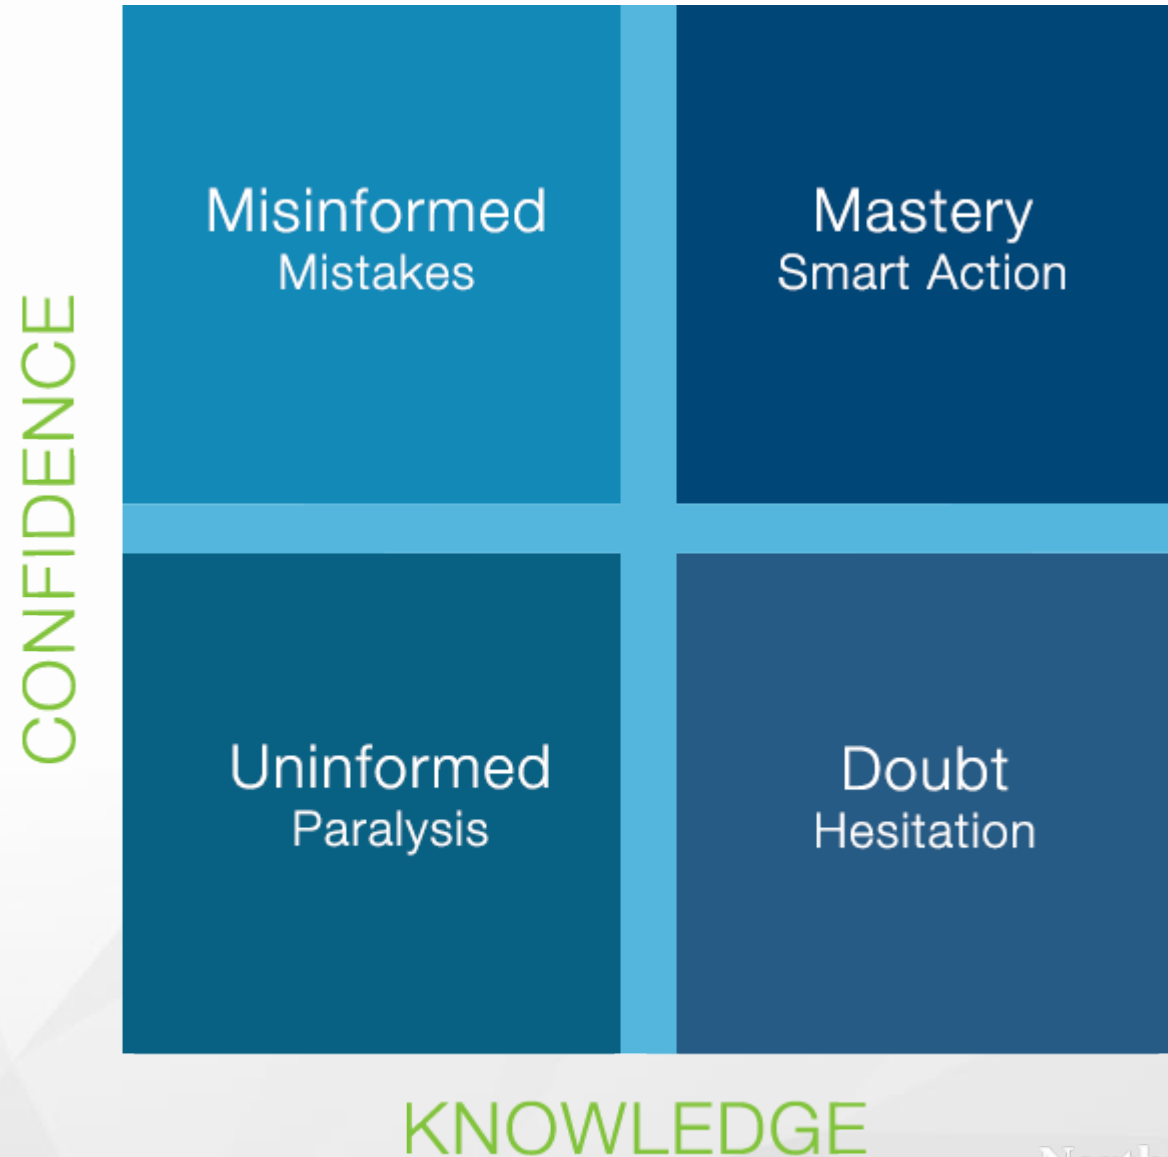 Misinformed
Mistakes
Mastery
Smart Action
CONFIDENCE
Uninformed
Paralysis
Doubt
Hesitation
KNOWLEDGE